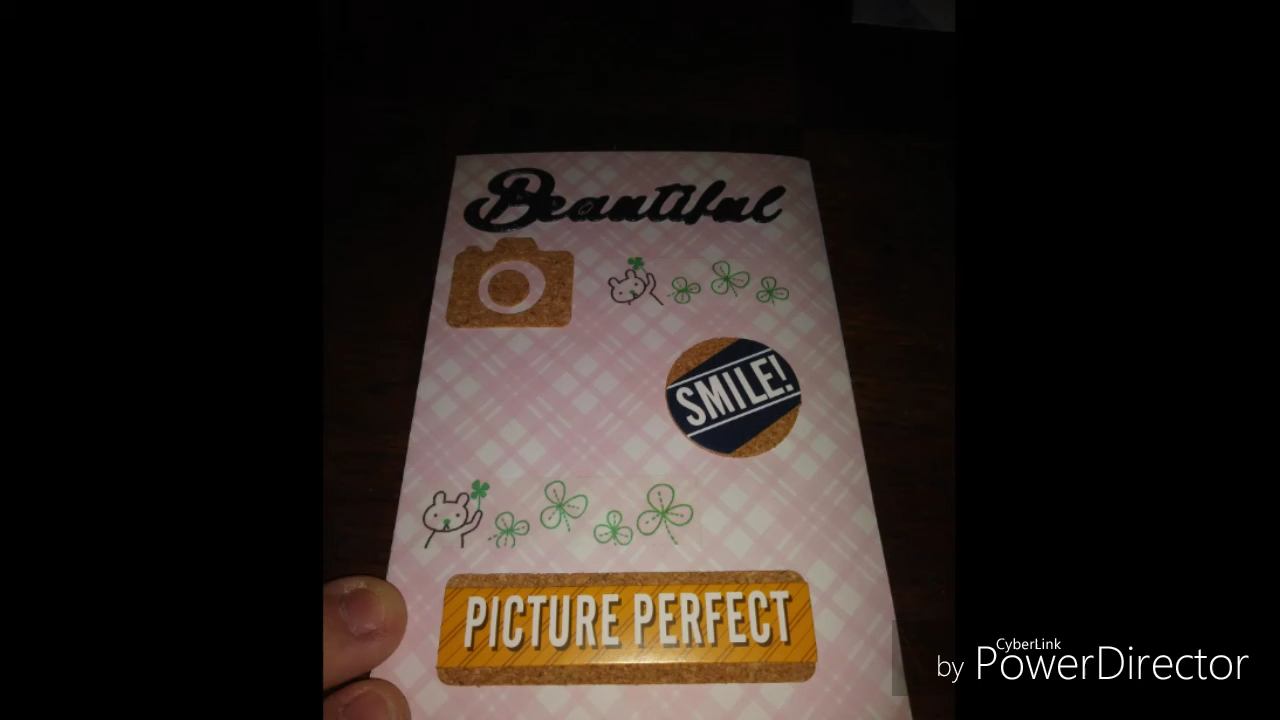 Beautiful
SMILE!
PICTURE PERFECT
CyberLink
by PowerDirector